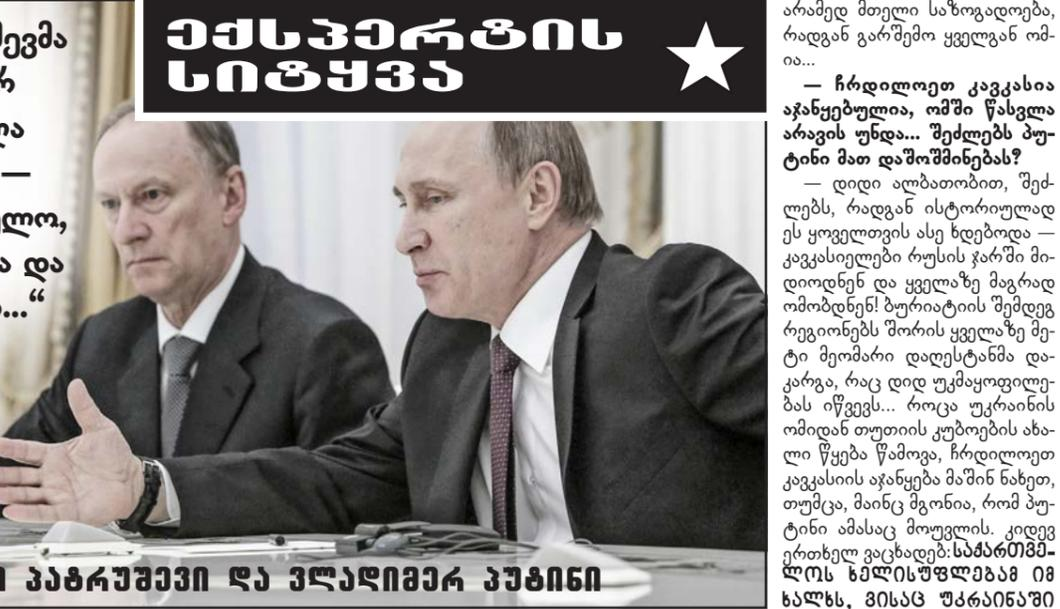 ექსპერტის
სიტყვა
და
ი პატრუშევი და ვლადიმერ პუტინი
არამედ მთელი საზოგადოება,
რადგან გარშემო ყველგან ომ-
ია...
— ჩრდილოეთ კავკასია
აჯანყებულია, ომში წასვლა
არავის უნდა... შეძლებს პუ-
ტინი მათ დაშოშმინებას?
— დიდი ალბათობით, შეძ-
ლებს, რადგან ისტორიულად
ეს ყოველთვის ასე ხდებოდა —
კავკასიელები რუსის ჯარში მი-
დიოდნენ და ყველაზე მაგრად
ომობდნენ! ბურიატიის შემდეგ
რეგიონებს შორის ყველაზე მე-
ტი მეომარი დაღესტანმა და-
კარგა, რაც დიდ უკმაყოფილე-
ბას იწვევს... როცა უკრაინის
ომიდან თუთიის კუბოების ახა-
ლი წყება წამოვა, ჩრდილოეთ
კავკასიის აჯანყება მაშინ ნახეთ,
თუმცა, მაინც მგონია, რომ პუ-
ტინი ამასაც მოუვლის. კიდევ
ერთხელ ვაცხადებ: საქართვე-
ლოს ხელისუფლებამ იმ
ხალხს, ვისაც უკრაინაში